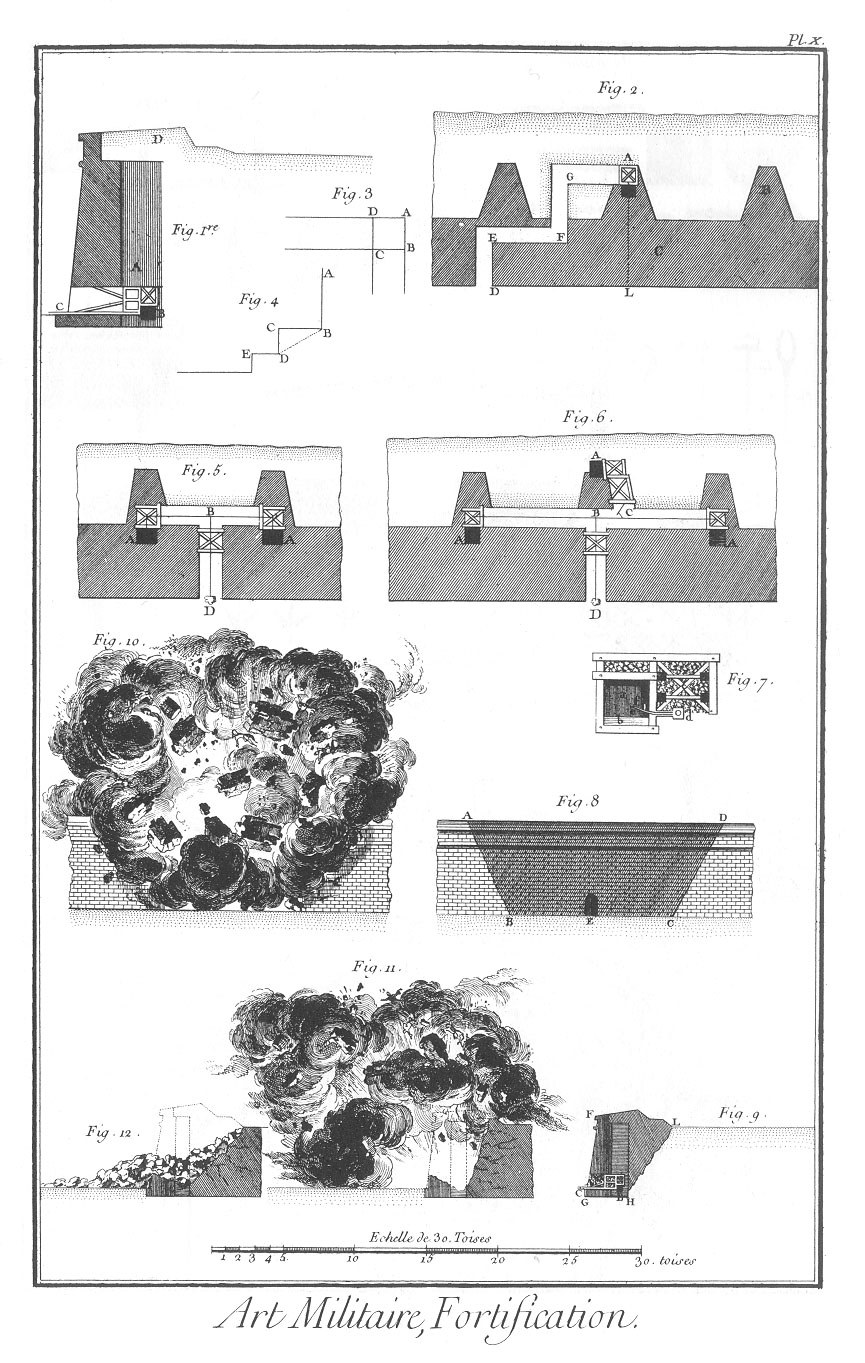 Pl. X.
Fig. 2.
D
A
G
B
Fig. 3
D A
Fig. 1.re
E F C
C B
A
Fig. 4
A
C B
C B
E D
D L
Fig. 6.
A
Fig. 5.
B
B C
A A
A A
D
D
Fig. 10.
Fig. 7.
b d
Fig. 8
A D
B E C
Fig. 11.
F
Fig. 9.
L
Fig. 12.
C
G H
Echelle de 30. Toises
1 2 3 4 5. 10 15 20 25 30. toises
Art Militaire, Fortification.